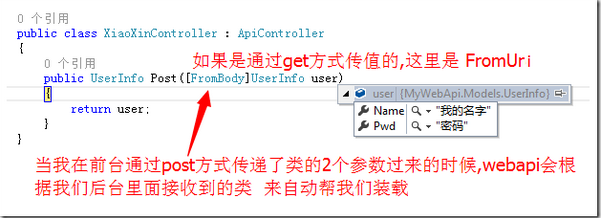 0 个引用
public class XiaoXinController : ApiController
{
如果是通过get方式传值的,这里是 FromUri
0 个引用
public UserInfo Post([FromBody]UserInfo user)
{
user {MyWebApi.Models.UserInfo}
Name "我的名字"
Pwd "密码"
return user;
}
}
当我在前台通过post方式传递了类的2个参数过来的时候,webapi会根
据我们后台里面接收到的类 来自动帮我们装载